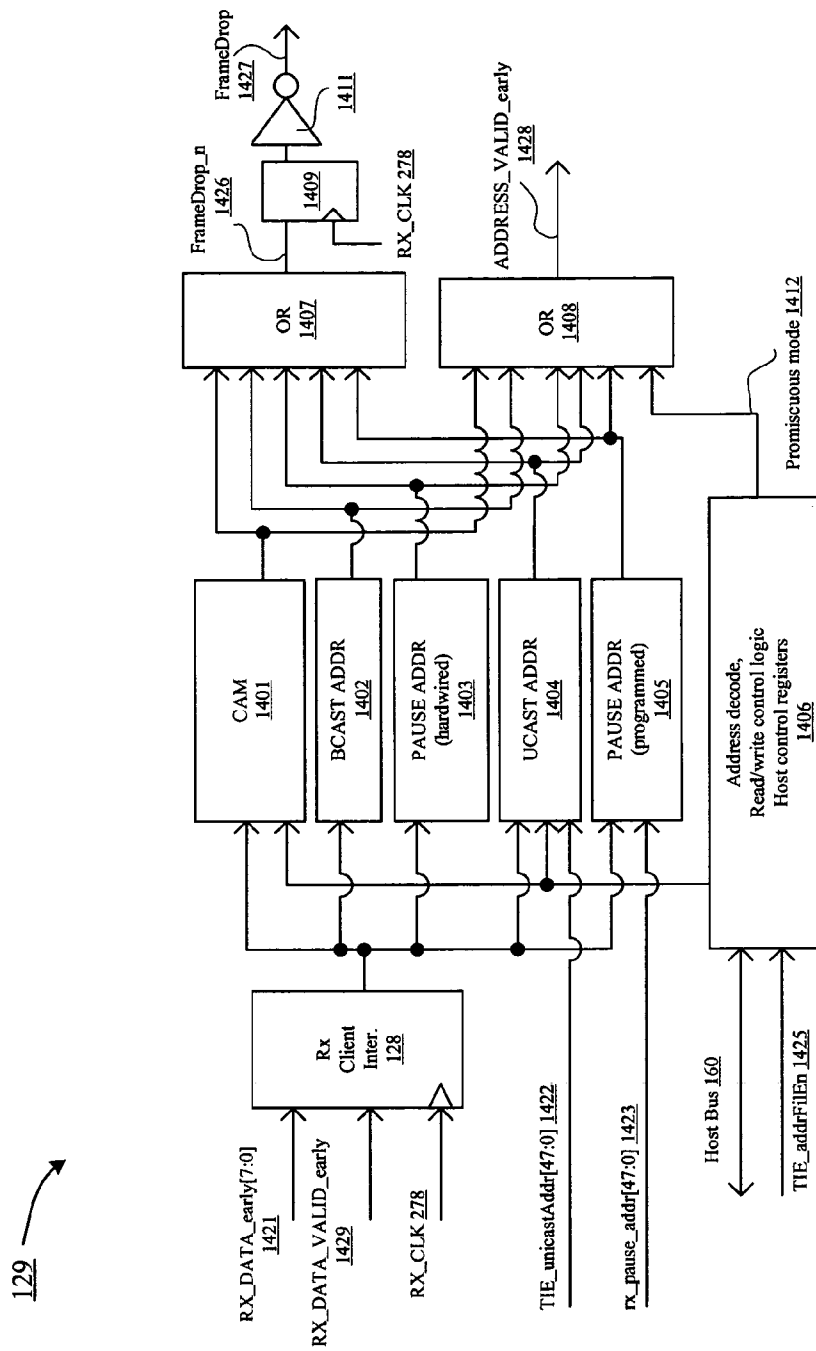 129
RX_DATA_early[7:0]
1421
RX_DATA_VALID_early
1429
RX_CLK 278
TIE_unicastAddr[47:0] 1422
rx_pause_addr[47:0] 1423
Host Bus 160
TIE_addrFilEn 1425
Rx
Client
Inter.
128
CAM
1401
BCAST ADDR
1402
PAUSE ADDR
(hardwired)
1403
UCAST ADDR
1404
PAUSE ADDR
(programmed)
1405
Address decode,
Read/write control logic
Host control registers
1406
OR
1407
OR
1408
Promiscuous mode 1412
FrameDrop_n
1426
1409
RX_CLK 278
1411
FrameDrop
1427
ADDRESS_VALID_early
1428